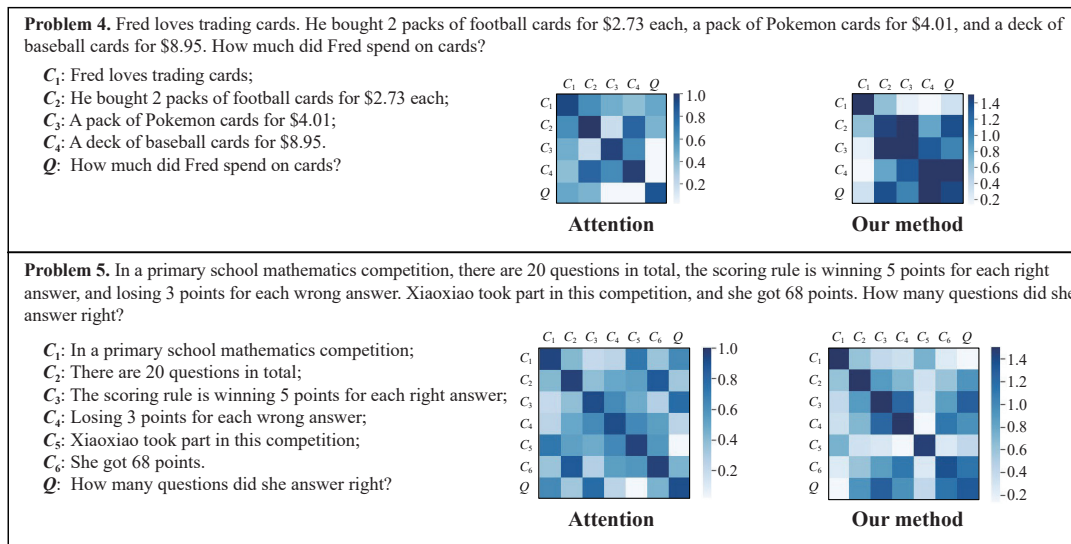 Problem 4. Fred loves trading cards. He bought 2 packs of football cards for $2.73 each, a pack of Pokemon cards for $4.01, and a deck of
baseball cards for $8.95. How much did Fred spend on cards?
C₁: Fred loves trading cards;
C₂: He bought 2 packs of football cards for $2.73 each;
C₃: A pack of Pokemon cards for $4.01;
C₄: A deck of baseball cards for $8.95.
Q: How much did Fred spend on cards?
C₁ C₂ C₃ C₄ Q
C₁
C₂
C₃
C₄
Q
1.0
0.8
0.6
0.4
0.2
Attention
C₁ C₂ C₃ C₄ Q
C₁
C₂
C₃
C₄
Q
1.4
1.2
1.0
0.8
0.6
0.4
0.2
Our method
Problem 5. In a primary school mathematics competition, there are 20 questions in total, the scoring rule is winning 5 points for each right
answer, and losing 3 points for each wrong answer. Xiaoxiao took part in this competition, and she got 68 points. How many questions did she
answer right?
C₁: In a primary school mathematics competition;
C₂: There are 20 questions in total;
C₃: The scoring rule is winning 5 points for each right answer;
C₄: Losing 3 points for each wrong answer;
C₅: Xiaoxiao took part in this competition;
C₆: She got 68 points.
Q: How many questions did she answer right?
C₁ C₂ C₃ C₄ C₅ C₆ Q
C₁
C₂
C₃
C₄
C₅
C₆
Q
1.0
0.8
0.6
0.4
0.2
Attention
C₁ C₂ C₃ C₄ C₅ C₆ Q
C₁
C₂
C₃
C₄
C₅
C₆
Q
1.4
1.2
1.0
0.8
0.6
0.4
0.2
Our method